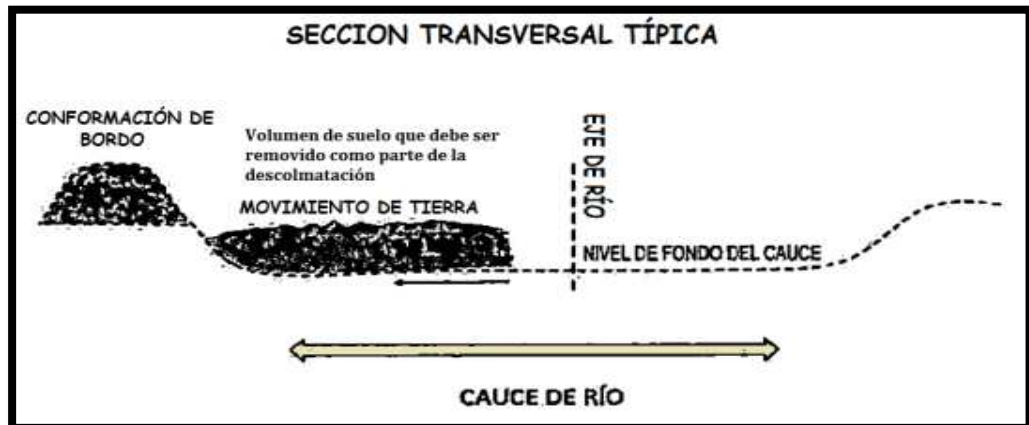 SECCION TRANSVERSAL TÍPICA
CONFORMACIÓN DE
BORDO
Volumen de suelo que debe ser
removido como parte de la
descolmatación
MOVIMIENTO DE TIERRA
EJE DE RÍO
NIVEL DE FONDO DEL CAUCE
CAUCE DE RÍO